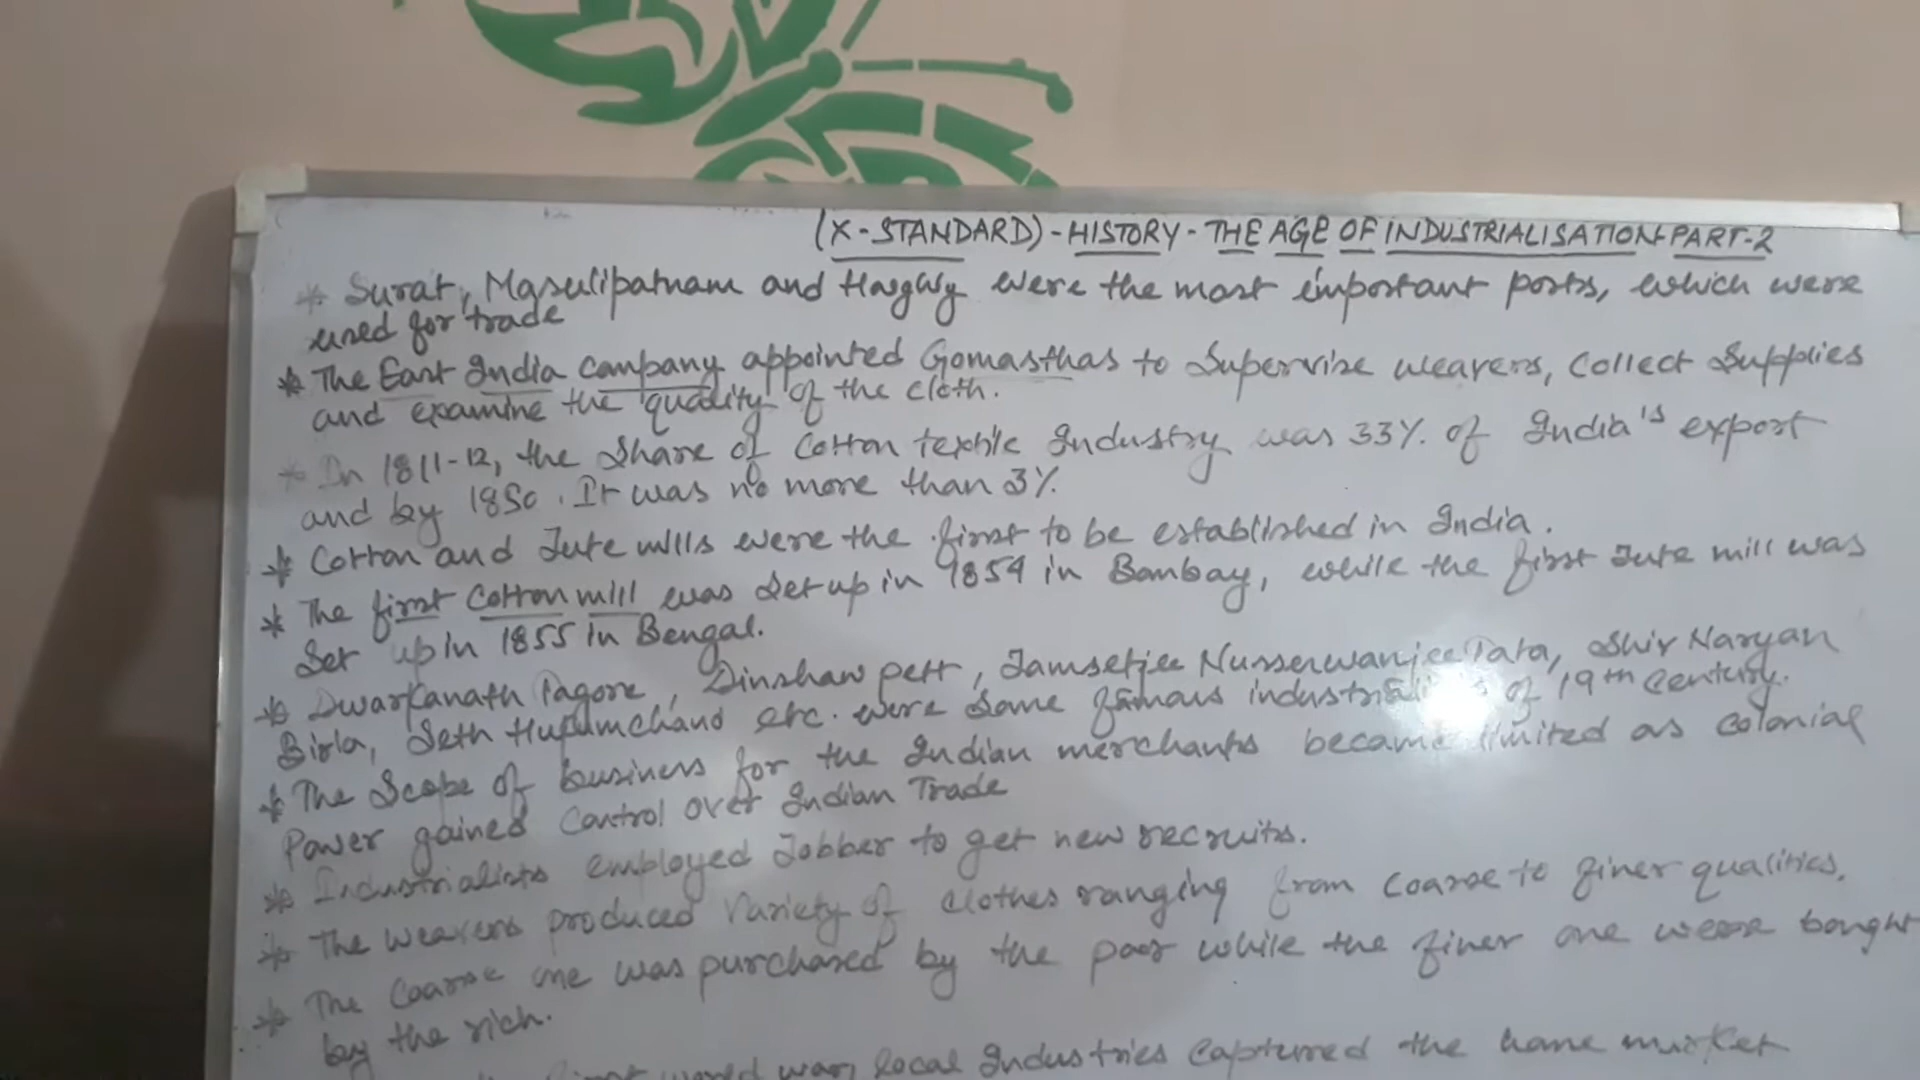 (X-STANDARD)-HISTORY-THE AGE OF INDUSTRIALISATION-PART-2
* Surat, Masulipatnam and Hooghly were the most important ports, which were
used for trade
* The East India company appointed Gomasthas to Supervise weavers, Collect Supplies
and examine the quality of the cloth.
* In 1811-12, the share of Cotton textile Industry was 33% of India's export
and by 1850. It was no more than 3%
* Cotton and Jute mills were the first to be established in India.
* The first Cotton mill was set up in 1854 in Bombay, while the first Jute mill was
Set up in 1855 in Bengal.
* Dwarkanath Tagore, Dinshaw pett, Jamsetjee Nusserwanjee Tata, Shiv Naryan
Birla, Seth Hukumchand etc. were some famous industrialists of 19th Century.
* The Scope of business for the Indian merchants became limited as colonial
Power gained Control over Indian Trade
* Industrialists employed Jobber to get new recruits.
* The weavers produced Variety of clothes ranging from coarse to finer qualities.
* The Coarse one was purchased by the poor while the finer one were bought
by the rich.
first world war, local Industries Captured the home market